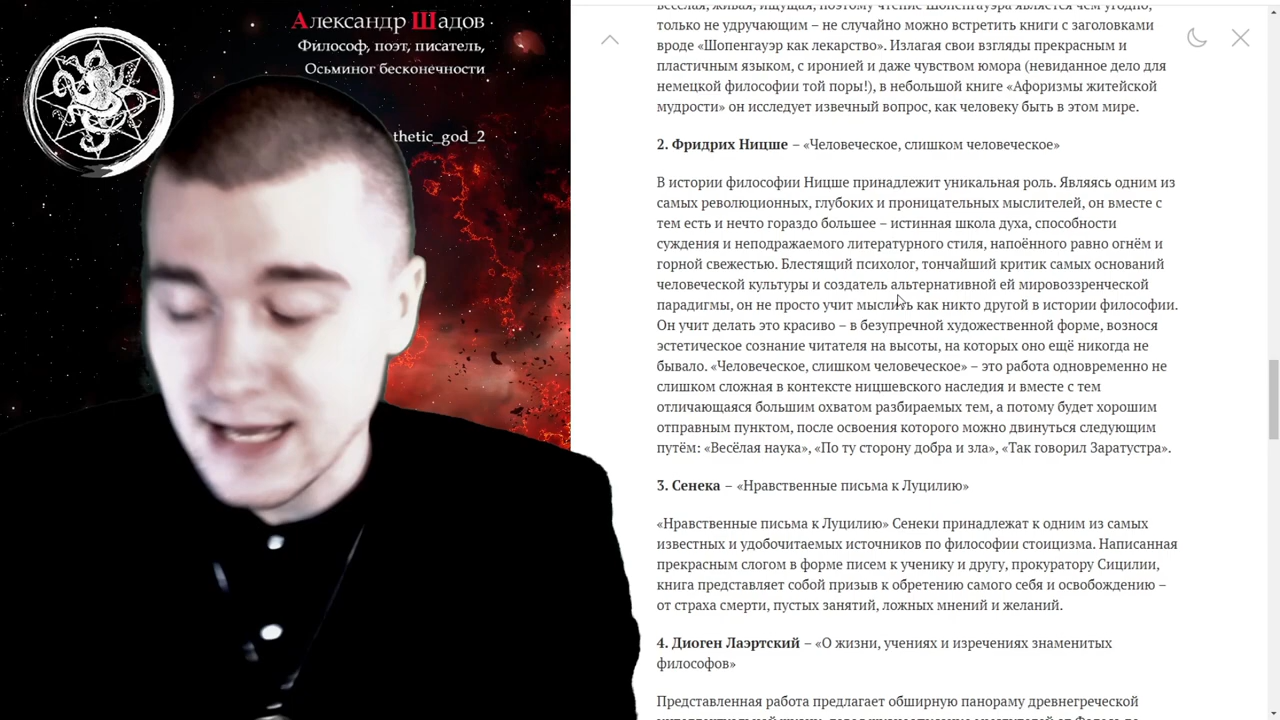 Александр Шадов
Философ, поэт, писатель,
Осьминог бесконечности
thetic_god_2
весёлая, живая, ищущая, поэтому чтение Шопенгауэра является чем угодно,
только не удручающим – не случайно можно встретить книги с заголовками
вроде «Шопенгауэр как лекарство». Излагая свои взгляды прекрасным и
пластичным языком, с иронией и даже чувством юмора (невиданное дело для
немецкой философии той поры!), в небольшой книге «Афоризмы житейской
мудрости» он исследует извечный вопрос, как человеку быть в этом мире.
2. Фридрих Ницше – «Человеческое, слишком человеческое»
В истории философии Ницше принадлежит уникальная роль. Являясь одним из
самых революционных, глубоких и проницательных мыслителей, он вместе с
тем есть и нечто гораздо большее – истинная школа духа, способности
суждения и неподражаемого литературного стиля, напоённого равно огнём и
горной свежестью. Блестящий психолог, тончайший критик самых оснований
человеческой культуры и создатель альтернативной ей мировоззренческой
парадигмы, он не просто учит мыслить как никто другой в истории философии.
Он учит делать это красиво – в безупречной художественной форме, вознося
эстетическое сознание читателя на высоты, на которых оно ещё никогда не
бывало. «Человеческое, слишком человеческое» – это работа одновременно не
слишком сложная в контексте ницшевского наследия и вместе с тем
отличающаяся большим охватом разбираемых тем, а потому будет хорошим
отправным пунктом, после освоения которого можно двинуться следующим
путём: «Весёлая наука», «По ту сторону добра и зла», «Так говорил Заратустра».
3. Сенека – «Нравственные письма к Луцилию»
«Нравственные письма к Луцилию» Сенеки принадлежат к одним из самых
известных и удобочитаемых источников по философии стоицизма. Написанная
прекрасным слогом в форме писем к ученику и другу, прокуратору Сицилии,
книга представляет собой призыв к обретению самого себя и освобождению –
от страха смерти, пустых занятий, ложных мнений и желаний.
4. Диоген Лаэртский – «О жизни, учениях и изречениях знаменитых
философов»
Представленная работа предлагает обширную панораму древнегреческой